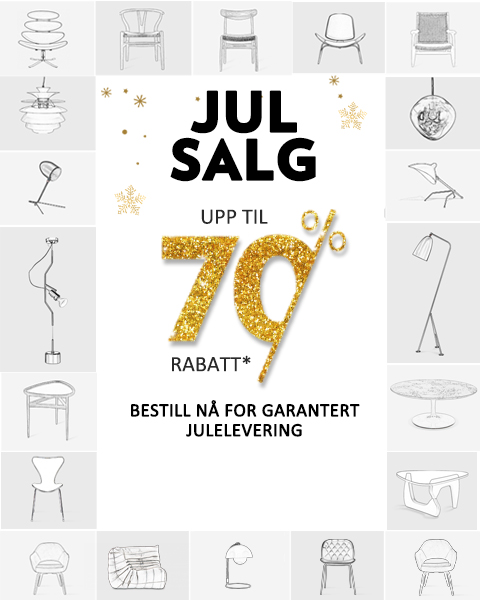 JUL
SALG
UPP TIL
70%
RABATT*
BESTILL NÅ FOR GARANTERT
JULELEVERING